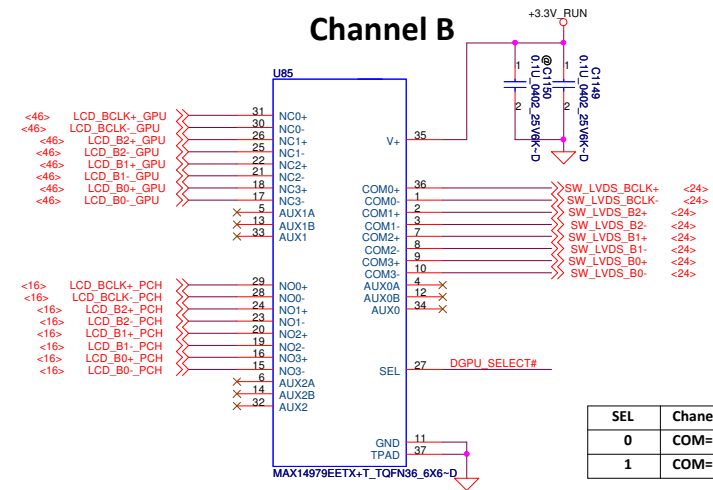 Channel B
+3.3V_RUN
U85
1
2
@C1150
0.1U_0402_25V6K~D
1
2
C1149
0.1U_0402_25V6K~D
<46> LCD_BCLK+_GPU 31 NC0+
<46> LCD_BCLK-_GPU 30 NC0-
<46> LCD_B2+_GPU 26 NC1+
<46> LCD_B2-_GPU 25 NC1-
<46> LCD_B1+_GPU 22 NC2+
<46> LCD_B1-_GPU 21 NC2-
<46> LCD_B0+_GPU 18 NC3+
<46> LCD_B0-_GPU 17 NC3-
5 AUX1A
13 AUX1B
33 AUX1
V+ 35
COM0+ 36 SW_LVDS_BCLK+ <24>
COM0- 1 SW_LVDS_BCLK- <24>
COM1+ 2 SW_LVDS_B2+ <24>
COM1- 3 SW_LVDS_B2- <24>
COM2+ 7 SW_LVDS_B1+ <24>
COM2- 8 SW_LVDS_B1- <24>
COM3+ 9 SW_LVDS_B0+ <24>
COM3- 10 SW_LVDS_B0- <24>
AUX0A 4
AUX0B 12
AUX0 34
<16> LCD_BCLK+_PCH 29 NO0+
<16> LCD_BCLK-_PCH 28 NO0-
<16> LCD_B2+_PCH 24 NO1+
<16> LCD_B2-_PCH 23 NO1-
<16> LCD_B1+_PCH 20 NO2+
<16> LCD_B1-_PCH 19 NO2-
<16> LCD_B0+_PCH 16 NO3+
<16> LCD_B0-_PCH 15 NO3-
6 AUX2A
14 AUX2B
32 AUX2
SEL 27 DGPU_SELECT#
GND 11
TPAD 37
MAX14979EETX+T_TQFN36_6X6~D
SEL Chane
0 COM=
1 COM=